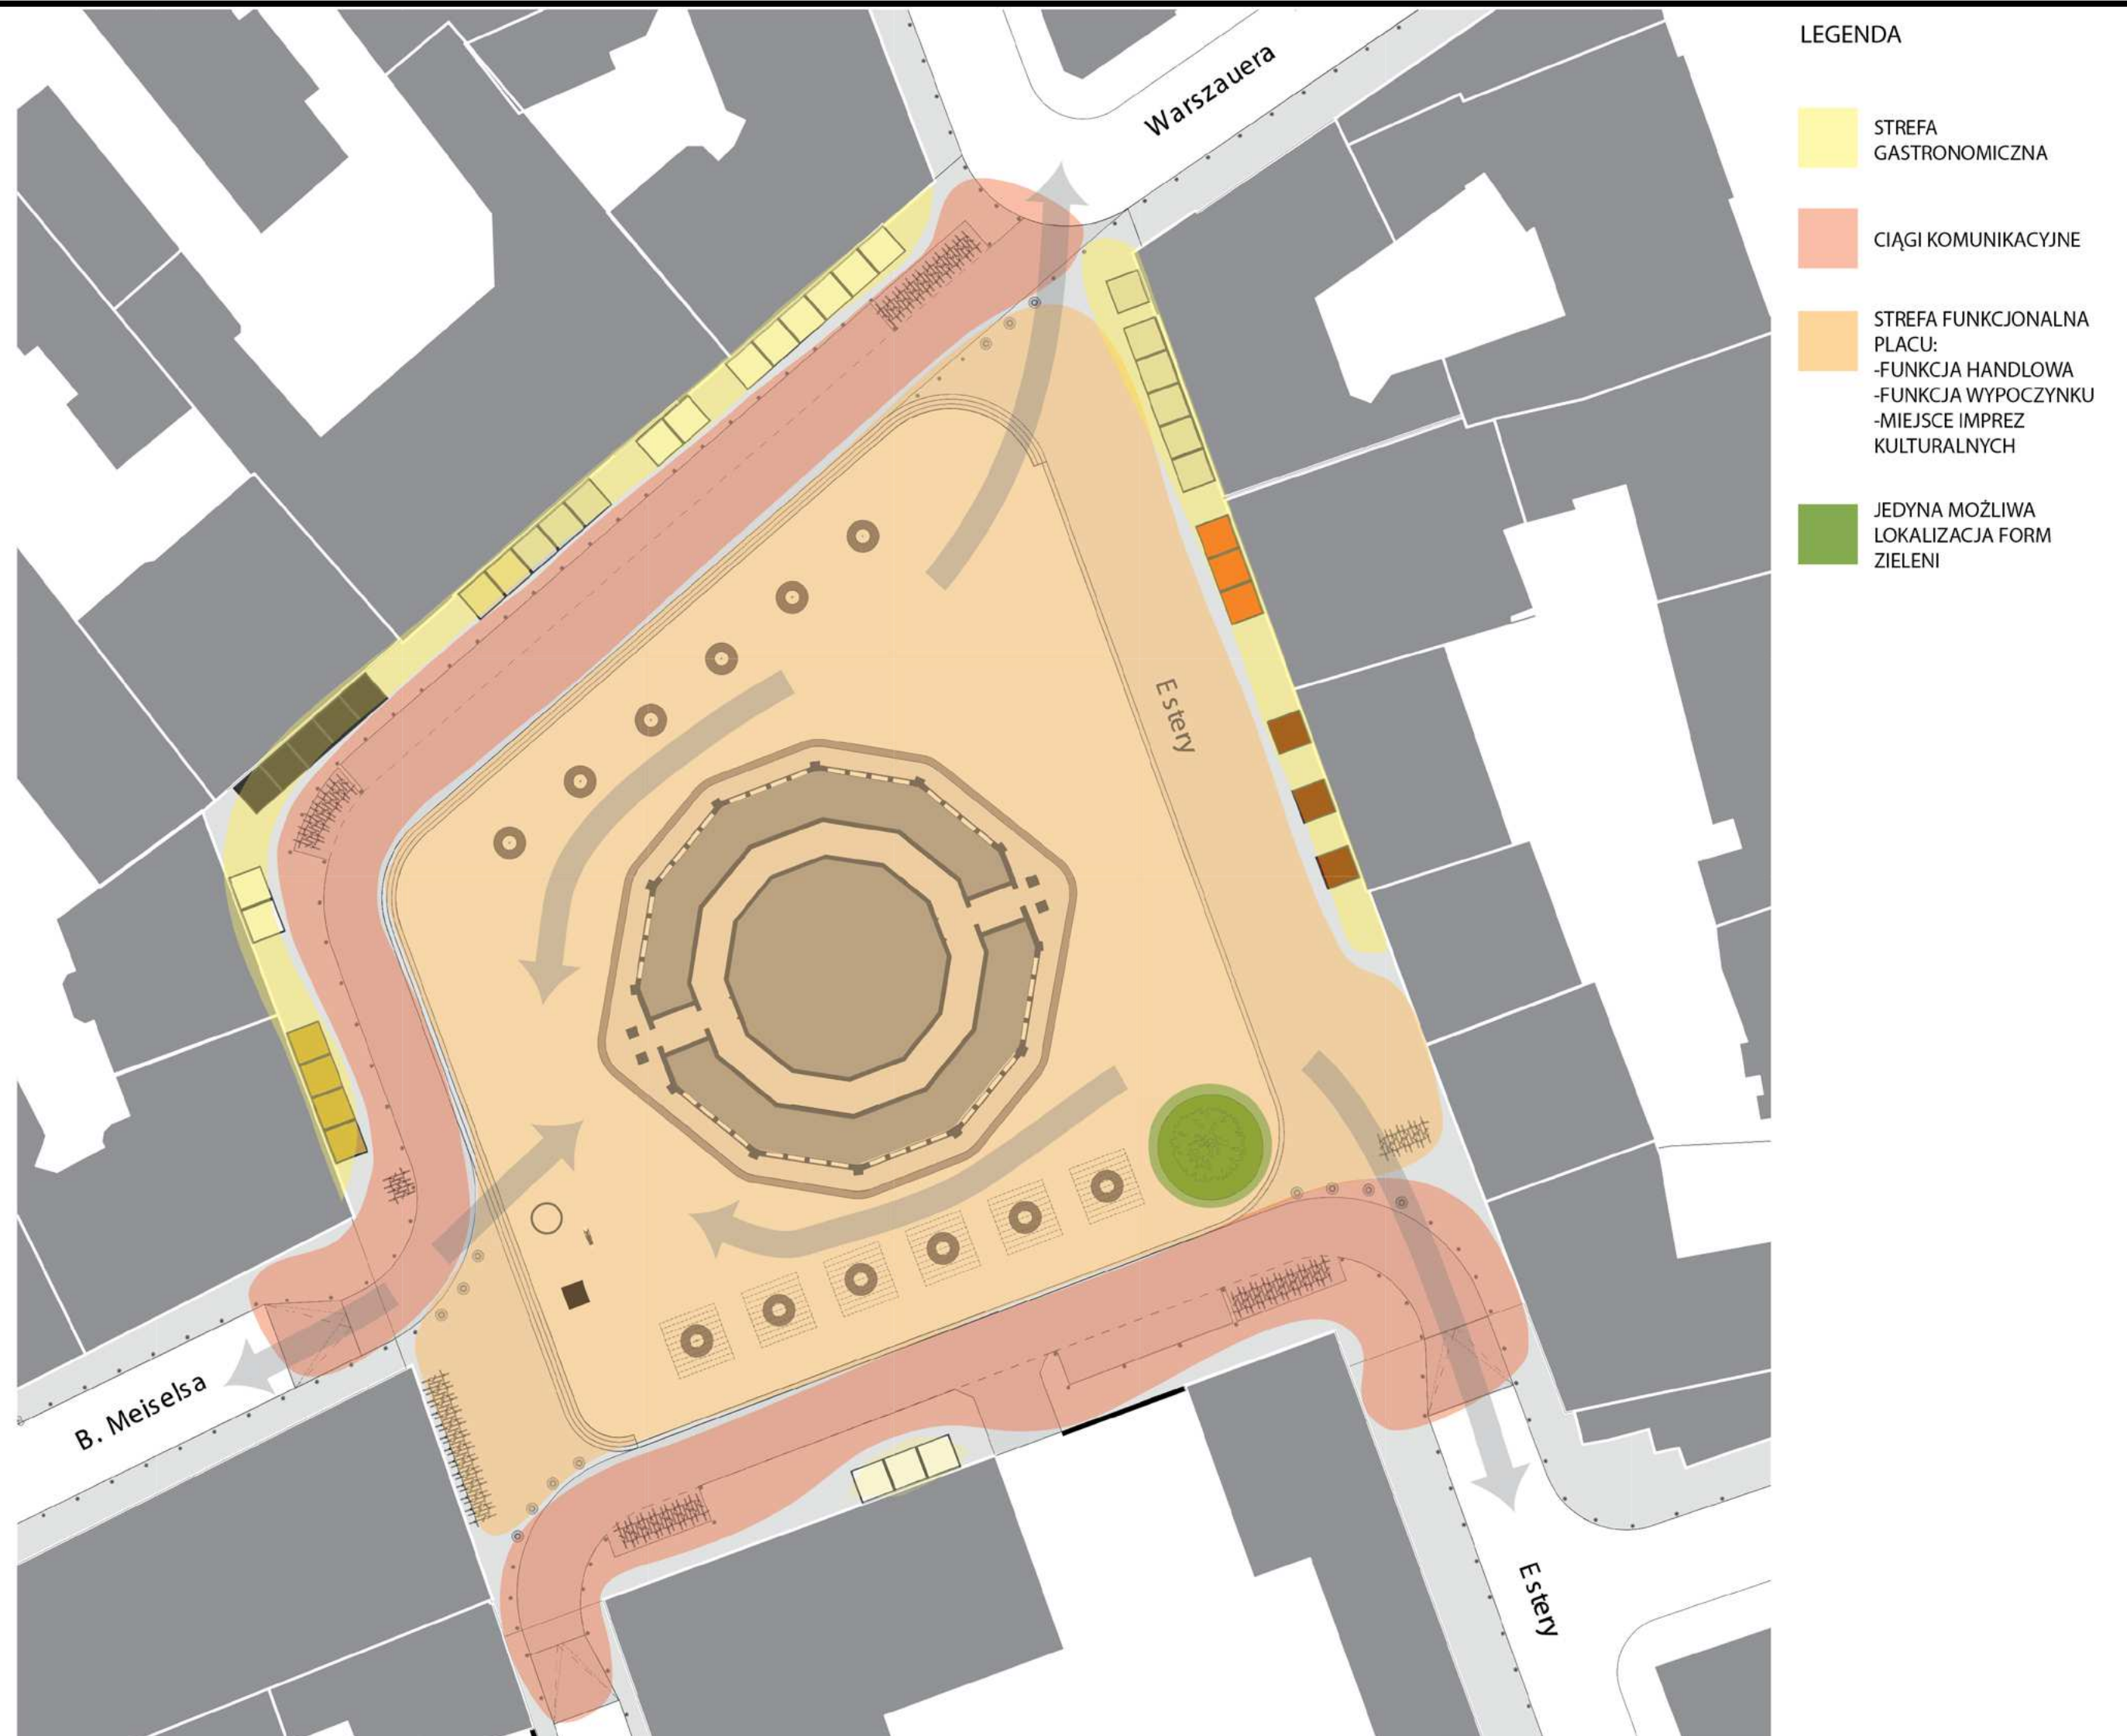 LEGENDA
STREFA
GASTRONOMICZNA
CIĄGI KOMUNIKACYJNE
STREFA FUNKCJONALNA
PLACU:
-FUNKCJA HANDLOWA
-FUNKCJA WYPOCZYNKU
-MIEJSCE IMPREZ
KULTURALNYCH
JEDYNA MOŻLIWA
LOKALIZACJA FORM
ZIELENI
Warszauera
Estery
B. Meiselsa
Estery